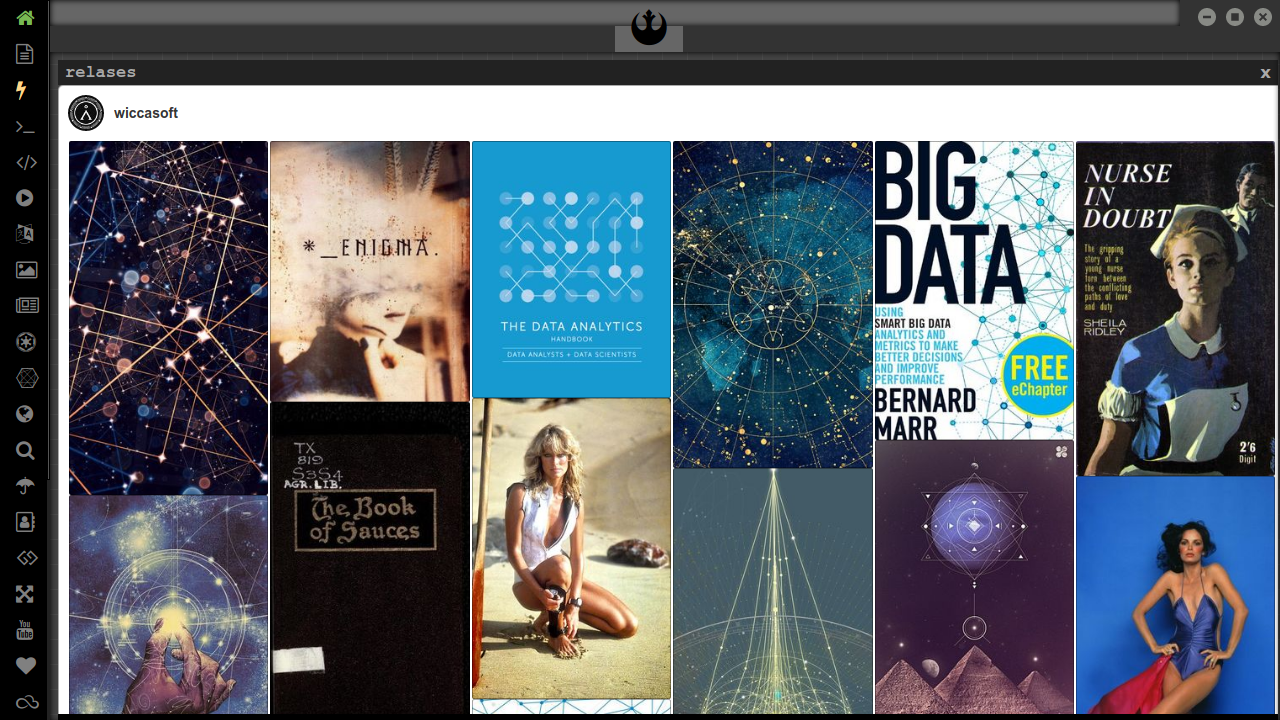 relases
x
wiccasoft
*_ENIGMA.
THE DATA ANALYTICS
HANDBOOK
DATA ANALYSTS + DATA SCIENTISTS
BIG
DATA
USING
SMART BIG DATA
ANALYTICS AND
METRICS TO MAKE
BETTER DECISIONS
AND IMPROVE
PERFORMANCE
FREE
eChapter
BERNARD
MARR
NURSE
IN
DOUBT
The gripping
story of a
young nurse
torn between
the conflicting
paths of love
and duty
SHEILA
RIDLEY
2'6
Digit
TX
819
S3S4
AGR. LIB.
The Book
of Sauces
You
Tube